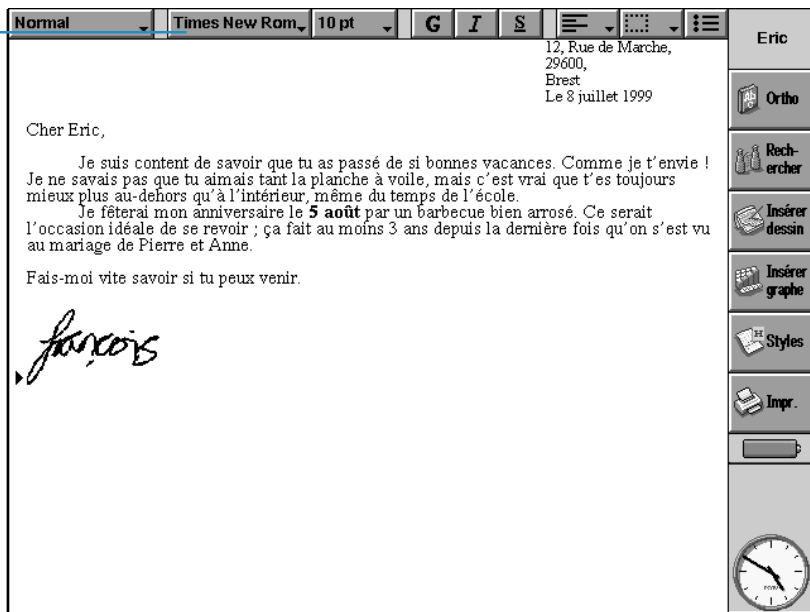 Normal
Times New Rom
10 pt
G I S
Eric
12, Rue de Marche,
29600,
Brest
Le 8 juillet 1999
Cher Eric,
Je suis content de savoir que tu as passé de si bonnes vacances. Comme je t'envie !
Je ne savais pas que tu aimais tant la planche à voile, mais c'est vrai que t'es toujours
mieux plus au-dehors qu'à l'intérieur, même du temps de l'école.
Je fêterai mon anniversaire le 5 août par un barbecue bien arrosé. Ce serait
l'occasion idéale de se revoir ; ça fait au moins 3 ans depuis la dernière fois qu'on s'est vu
au mariage de Pierre et Anne.
Fais-moi vite savoir si tu peux venir.
françois
Ortho
Rech-
ercher
Insérer
dessin
Insérer
graphe
Styles
Impr.